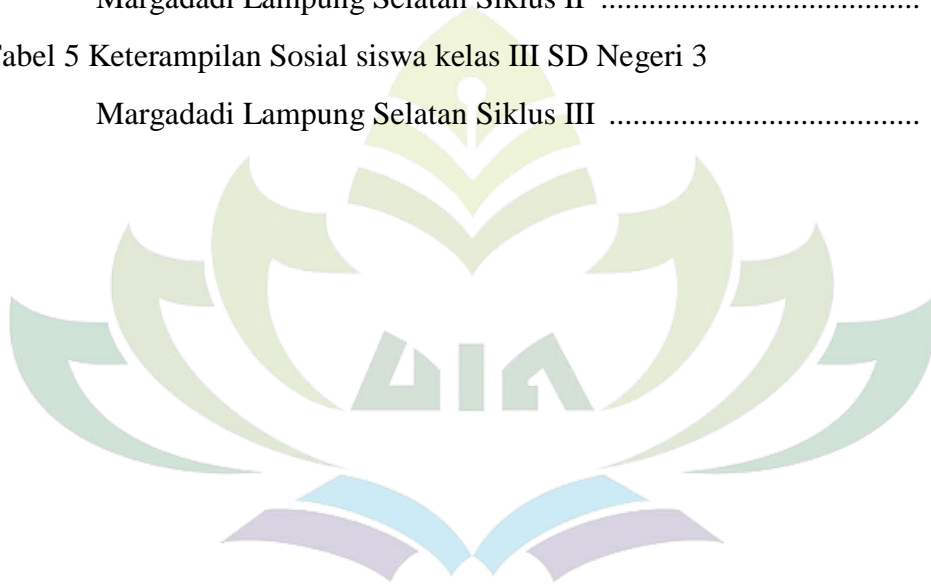 Margadadi Lampung Selatan Siklus II ........................................
Tabel 5 Keterampilan Sosial siswa kelas III SD Negeri 3
Margadadi Lampung Selatan Siklus III .......................................
UIN